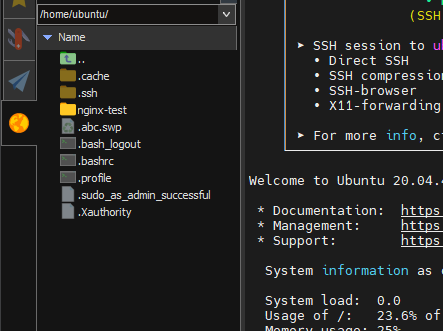 /home/ubuntu/
Name
..
.cache
.ssh
nginx-test
.abc.swp
.bash_logout
.bashrc
.profile
.sudo_as_admin_successful
.Xauthority
(SSH
➤ SSH session to
• Direct SSH
• SSH compression
• SSH-browser
• X11-forwarding
➤ For more info,
Welcome to Ubuntu 20.04.
* Documentation: https
* Management: https
* Support: https
System information as
System load: 0.0
Usage of /: 23.6% of
Memory usage: 25%